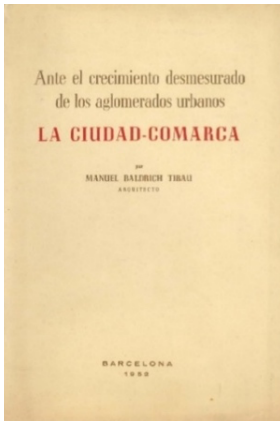 Ante el crecimiento desmesurado
de los aglomerados urbanos
LA CIUDAD-COMARCA
por
MANUEL BALDRICH TIBAU
ARQUITECTO
BARCELONA